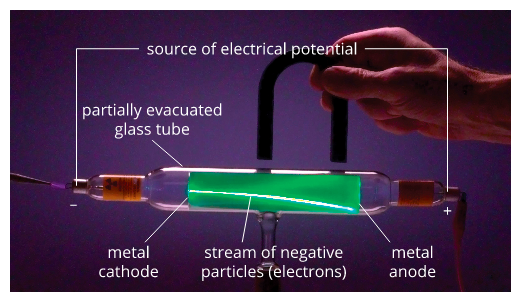 source of electrical potential
partially evacuated
glass tube
−
+
metal
cathode
stream of negative
particles (electrons)
metal
anode